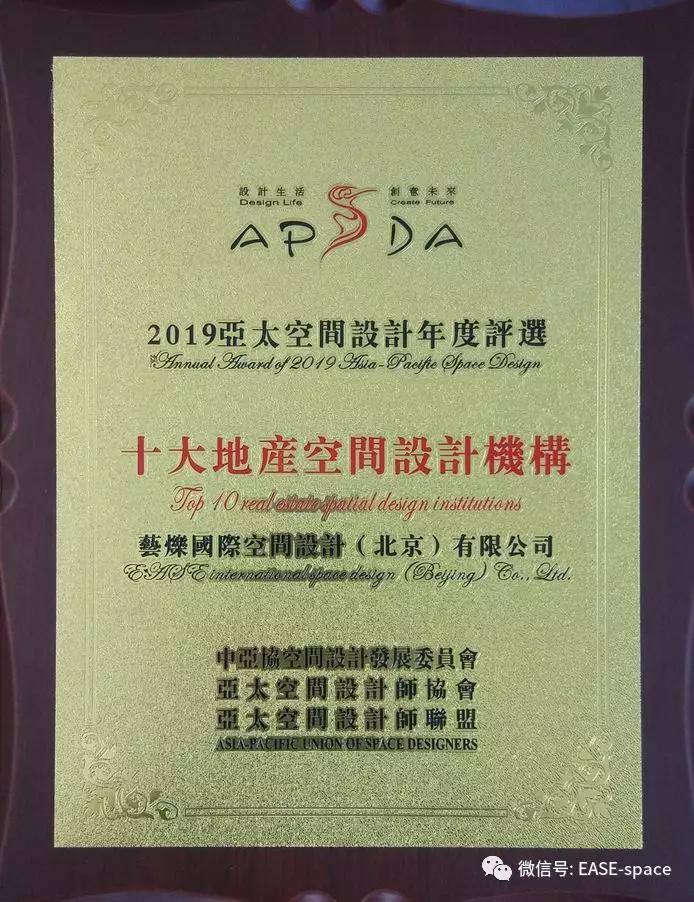 設計生活 創意未來
Design Life Create Future
APSDA
2019亞太空間設計年度評選
Annual Award of 2019 Asia-Pacific Space Design
十大地産空間設計機構
Top 10 real estate spatial design institutions
藝爍國際空間設計（北京）有限公司
EASE international space design (Beijing) Co., Ltd.
中亞協空間設計發展委員會
亞太空間設計師協會
亞太空間設計師聯盟
ASIA-PACIFIC UNION OF SPACE DESIGNERS
微信号: EASE-space